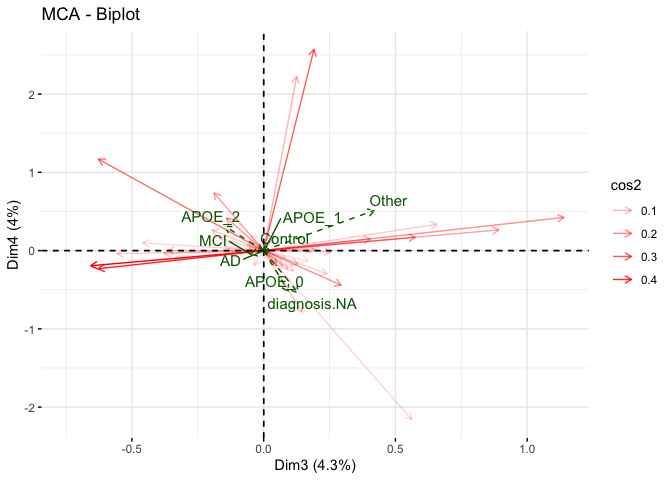 MCA - Biplot
2
1
0
-1
-2
Dim4 (4%)
Other
APOE_2
APOE_1
MCI
Control
AD
APOE_0
diagnosis.NA
-0.5
0.0
0.5
1.0
Dim3 (4.3%)
cos2
0.1
0.2
0.3
0.4